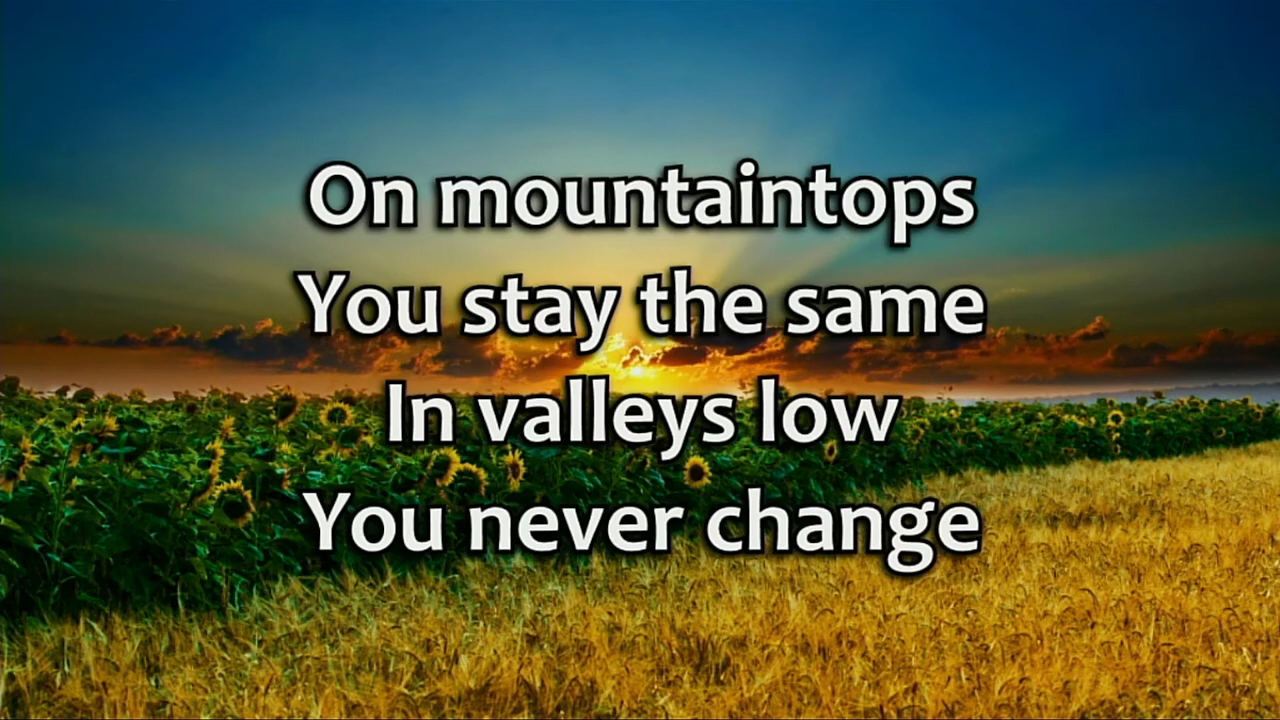 On mountaintops
You stay the same
In valleys low
You never change